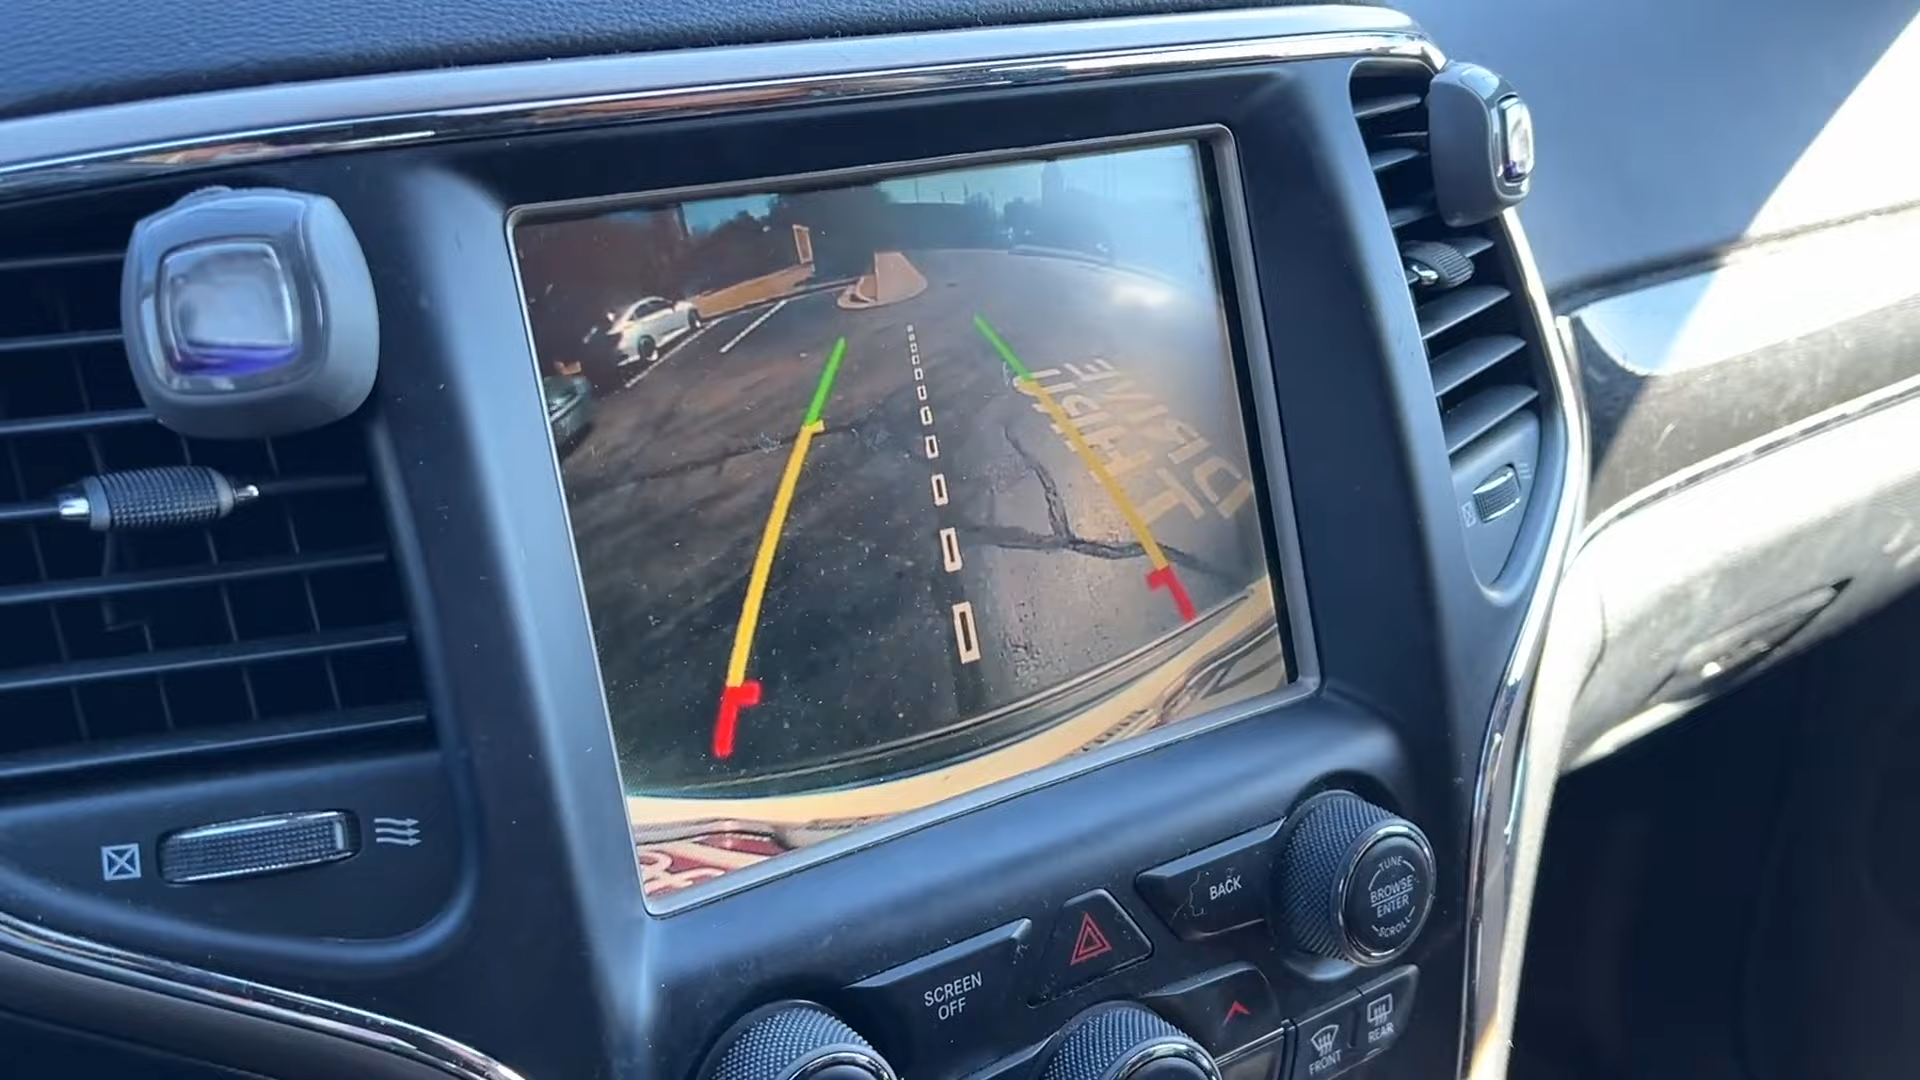 BACK
TUNE
BROWSE
ENTER
SCROLL
SCREEN
OFF
FRONT
REAR